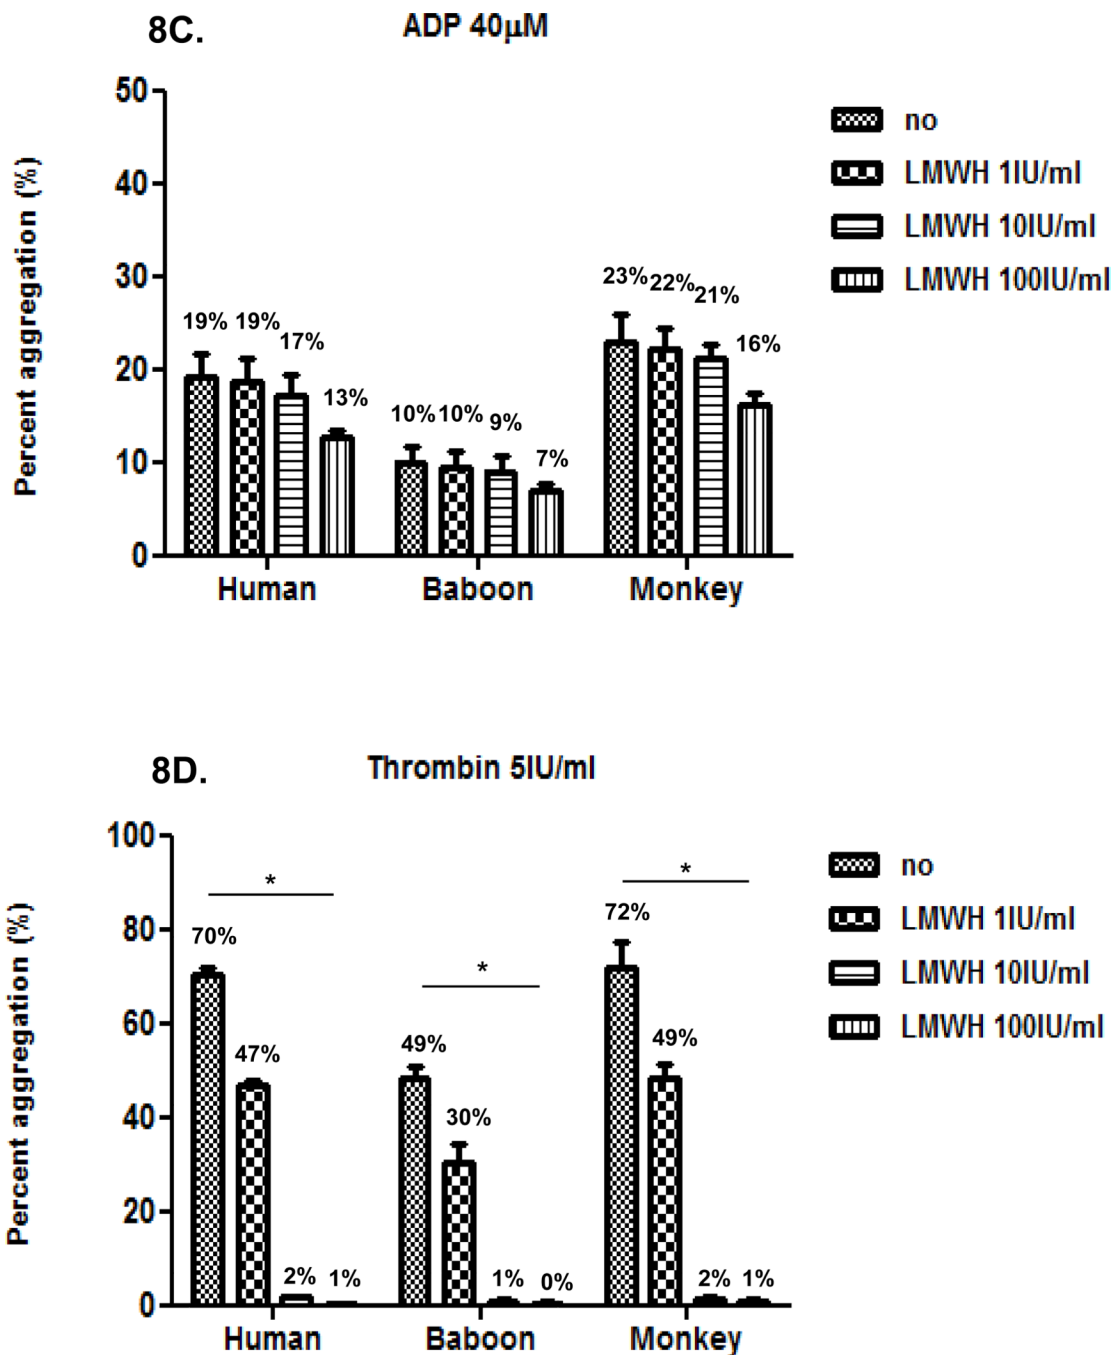 8C.
ADP 40μM
Percent aggregation (%)
50
40
30
20
10
0
19%
19%
17%
13%
10%
10%
9%
7%
23%
22%
21%
16%
Human
Baboon
Monkey
no
LMWH 1IU/ml
LMWH 10IU/ml
LMWH 100IU/ml
8D.
Thrombin 5IU/ml
Percent aggregation (%)
100
80
60
40
20
0
*
70%
47%
2%
1%
*
49%
30%
1%
0%
*
72%
49%
2%
1%
Human
Baboon
Monkey
no
LMWH 1IU/ml
LMWH 10IU/ml
LMWH 100IU/ml